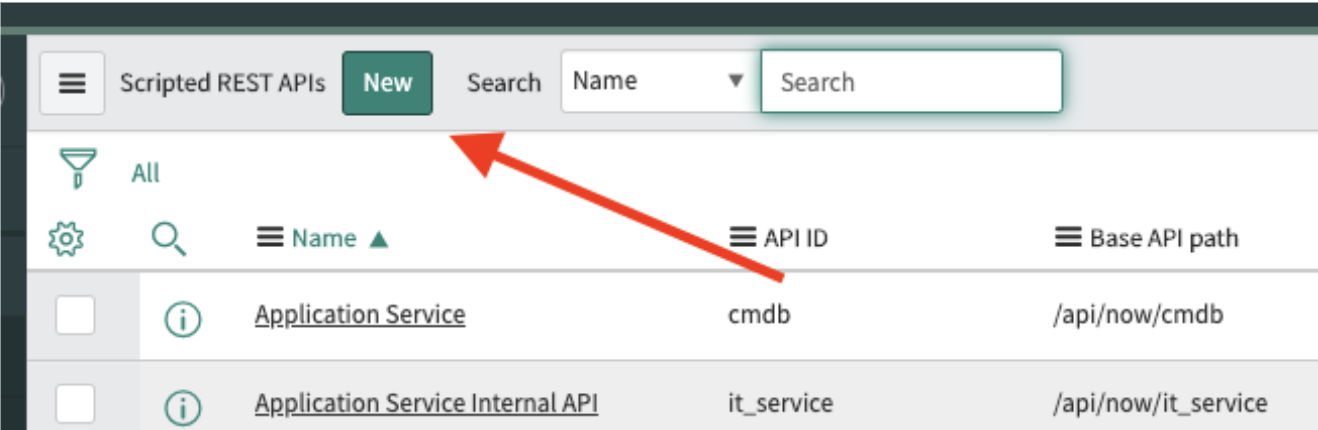 Scripted REST APIs New Search Name Search
All
Name API ID Base API path
Application Service cmdb /api/now/cmdb
Application Service Internal API it_service /api/now/it_service